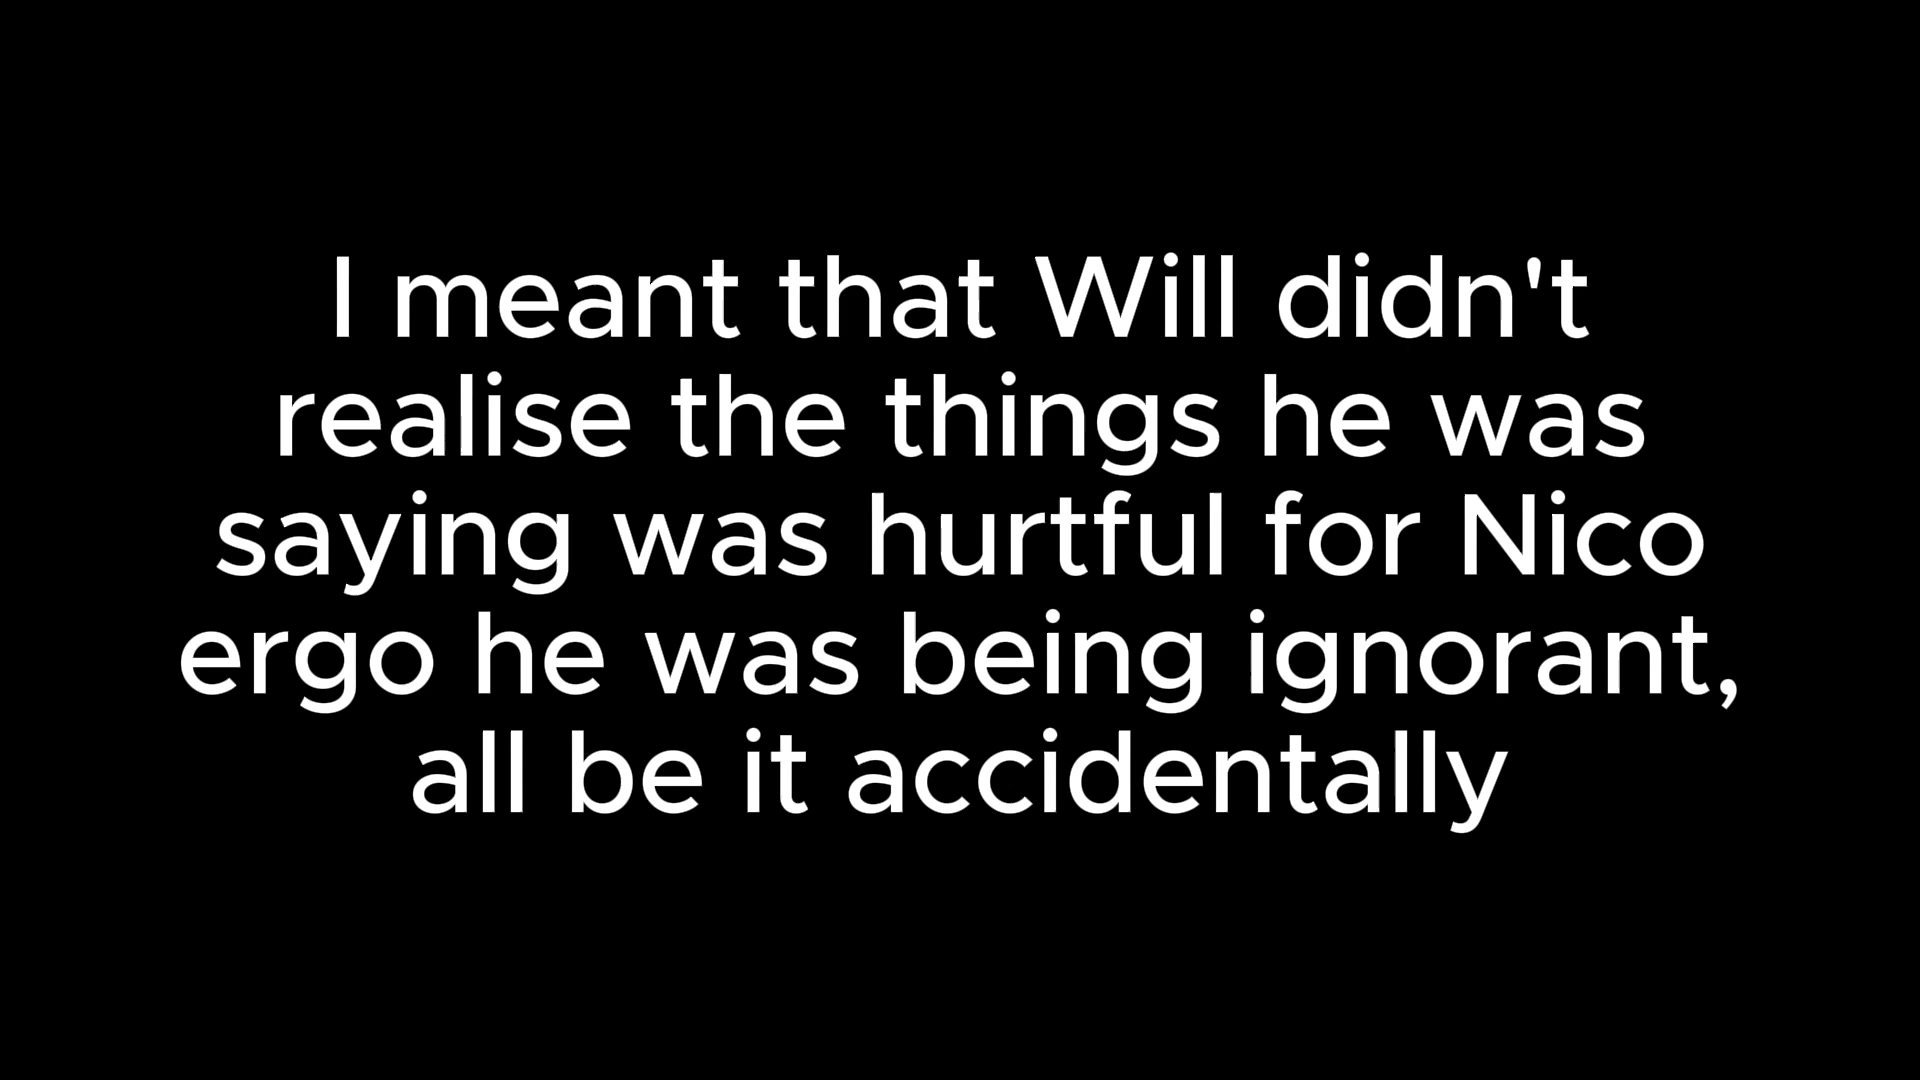 I meant that Will didn't
realise the things he was
saying was hurtful for Nico
ergo he was being ignorant,
all be it accidentally